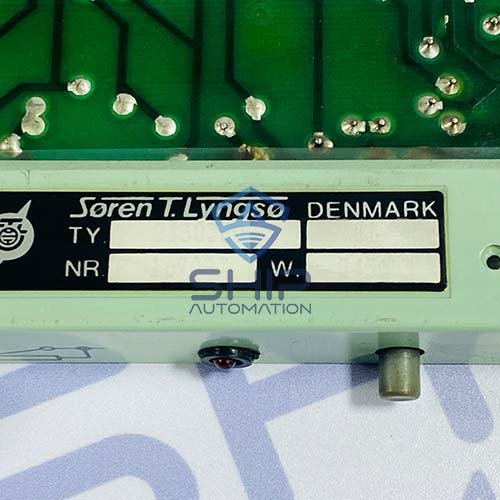 Søren T. Lyngsø DENMARK
TY.
NR. W.
SHIP
AUTOMATION